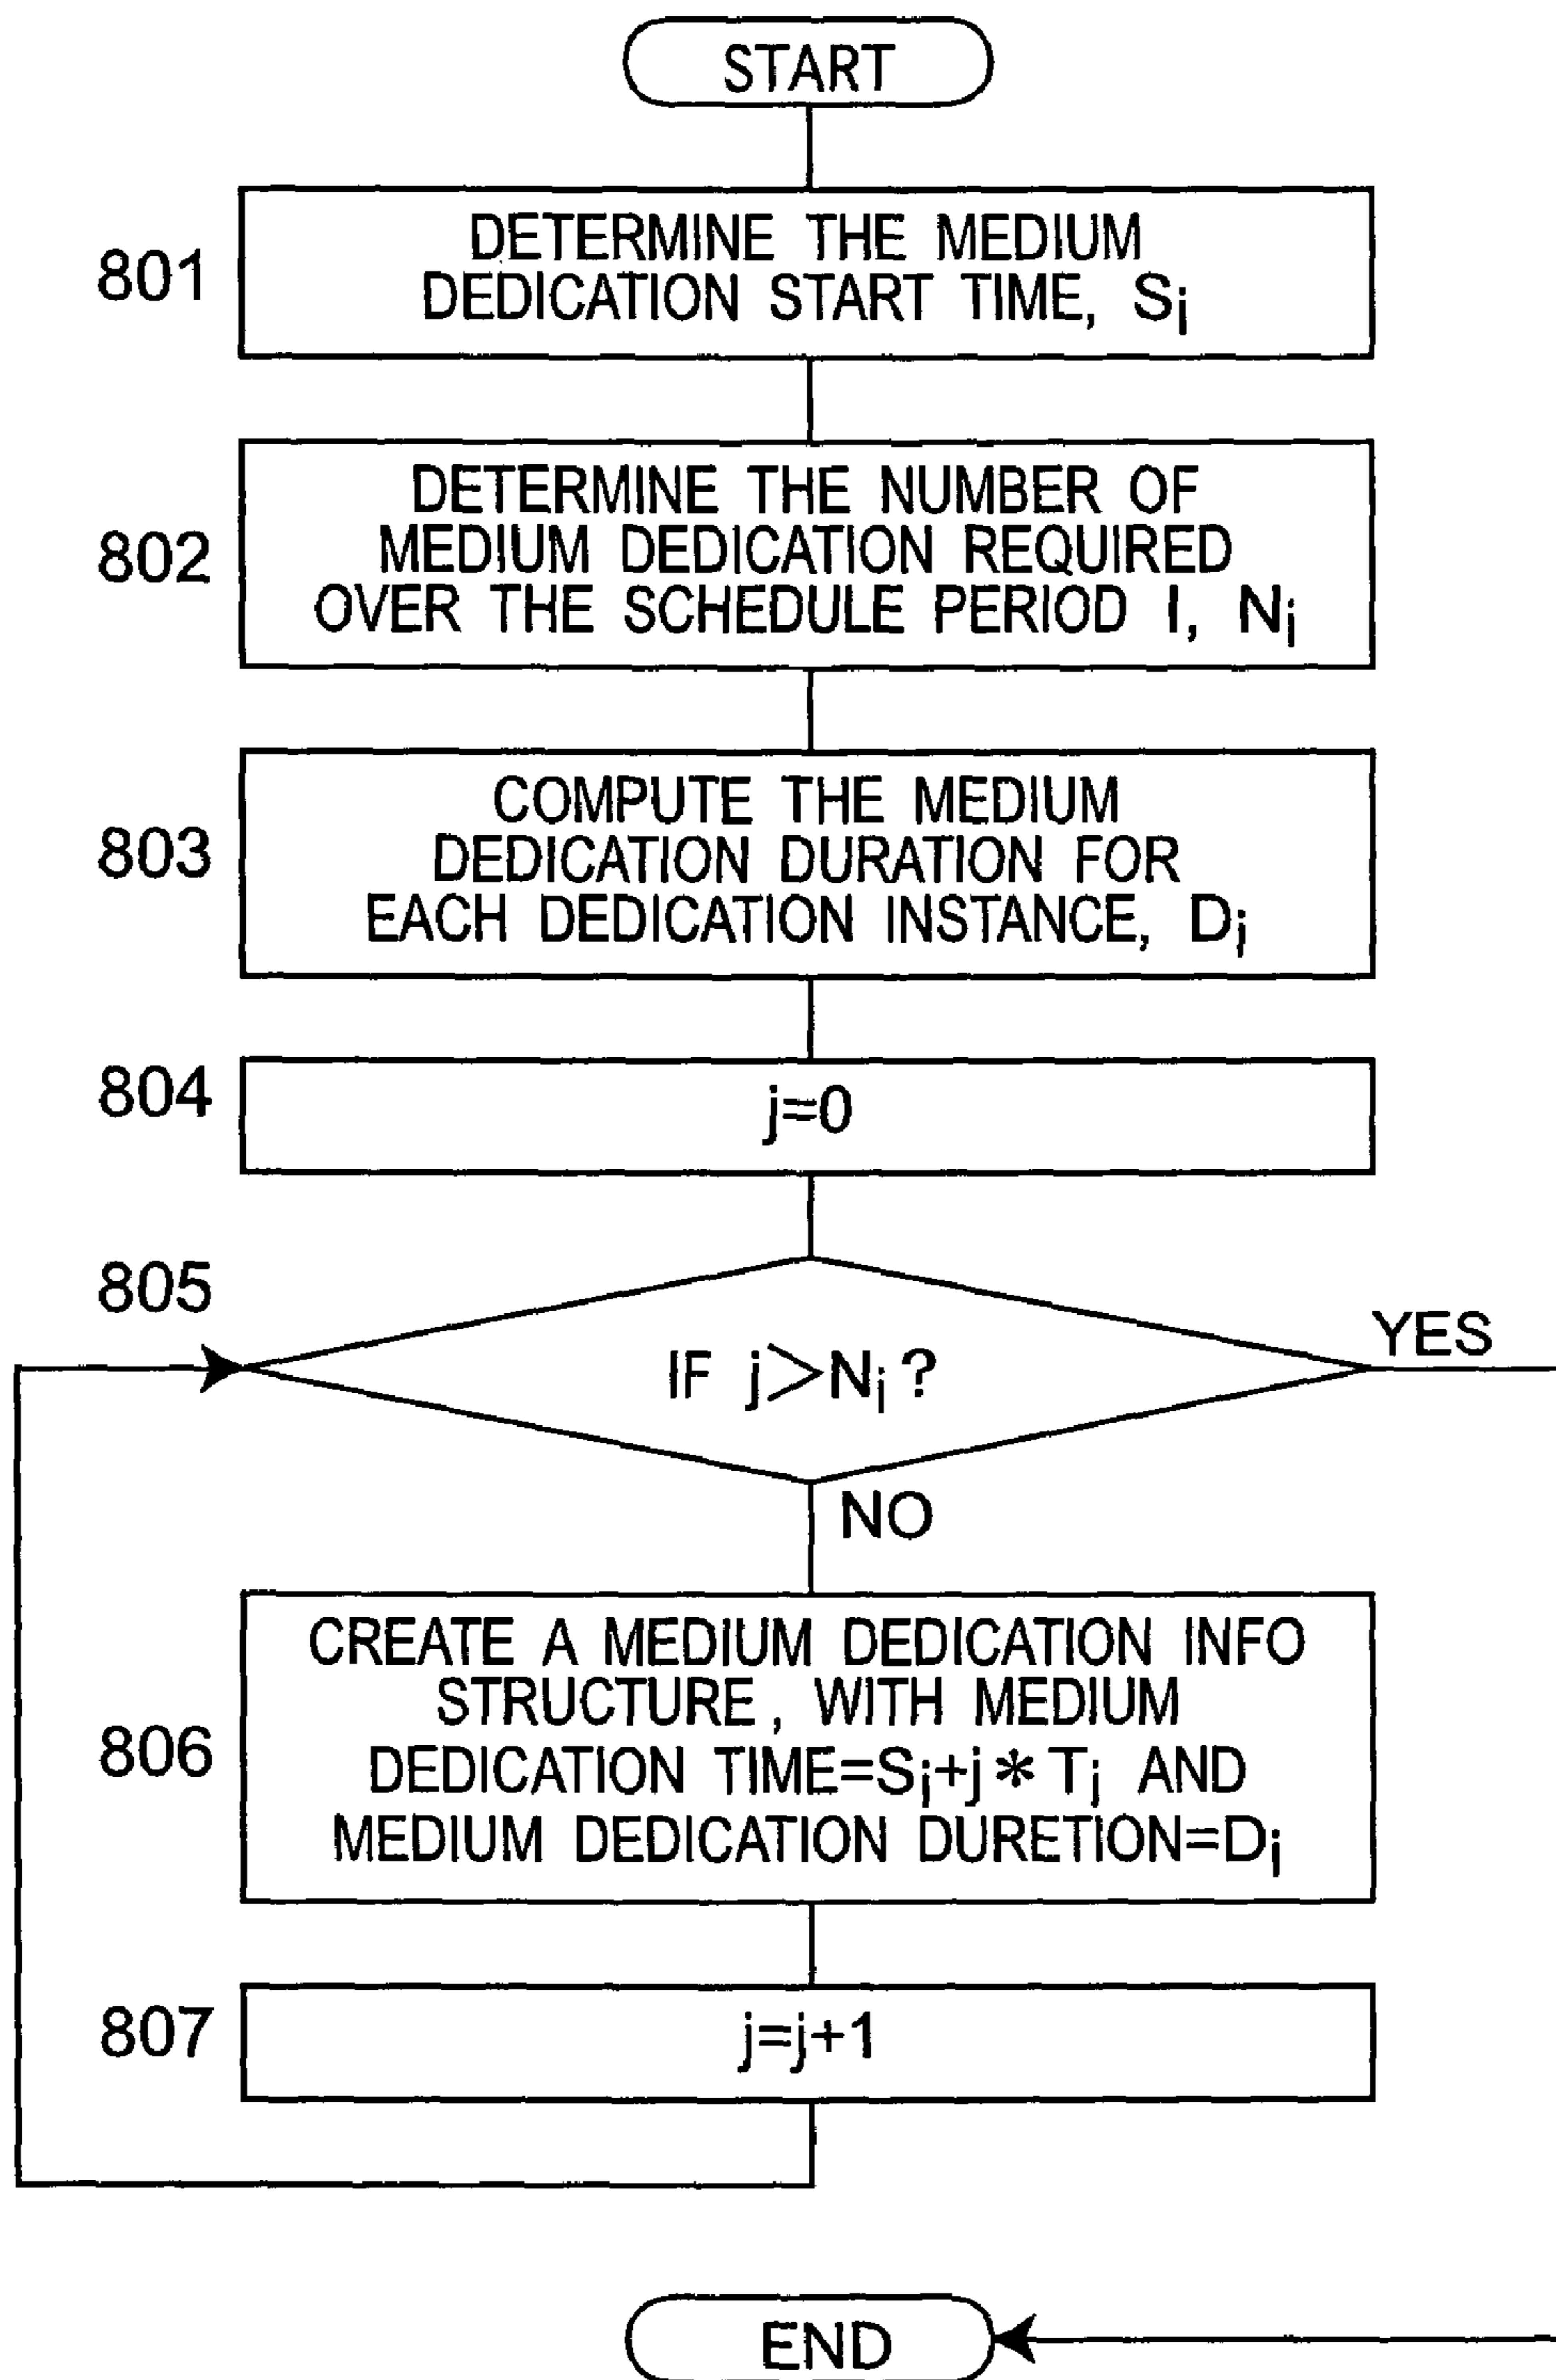 START
801
DETERMINE THE MEDIUM
DEDICATION START TIME, Si
802
DETERMINE THE NUMBER OF
MEDIUM DEDICATION REQUIRED
OVER THE SCHEDULE PERIOD I, Ni
803
COMPUTE THE MEDIUM
DEDICATION DURATION FOR
EACH DEDICATION INSTANCE, Di
804
j=0
805
IF j>Ni?
YES
NO
806
CREATE A MEDIUM DEDICATION INFO
STRUCTURE, WITH MEDIUM
DEDICATION TIME=Si+j*Ti AND
MEDIUM DEDICATION DURETION=Di
807
j=j+1
END